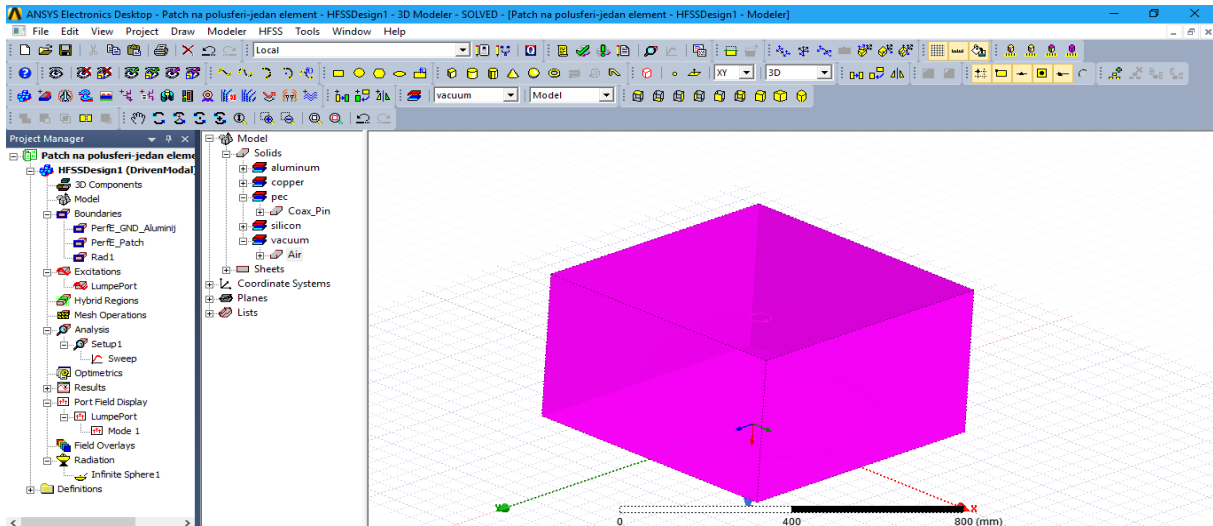 ANSYS Electronics Desktop - Patch na polusferi-jedan element - HFSSDesign1 - 3D Modeler - SOLVED - [Patch na polusferi-jedan element - HFSSDesign1 - Modeler]
File Edit View Project Draw Modeler HFSS Tools Window Help
Local
XY 3D
vacuum Model
Project Manager
Patch na polusferi-jedan eleme
HFSSDesign1 (DrivenModal)
3D Components
Model
Boundaries
PerfE_GND_Aluminij
PerfE_Patch
Rad1
Excitations
LumpePort
Hybrid Regions
Mesh Operations
Analysis
Setup1
Sweep
Optimetrics
Results
Port Field Display
LumpePort
Mode 1
Field Overlays
Radiation
Infinite Sphere1
Definitions
Model
Solids
aluminum
copper
pec
Coax_Pin
silicon
vacuum
Air
Sheets
Coordinate Systems
Planes
Lists
X
0 400 800 (mm)